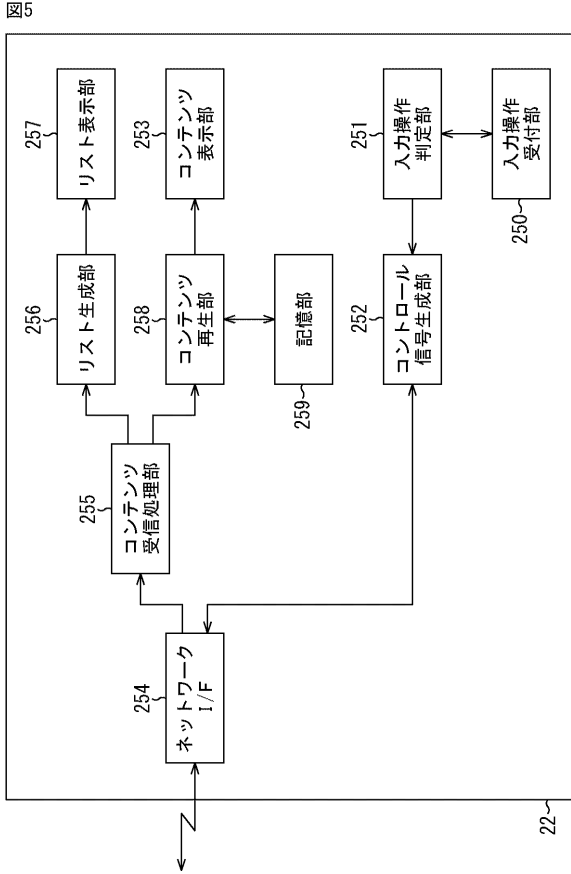 図5
257
リスト表示部
253
コンテンツ
表示部
251
入力操作
判定部
入力操作
受付部
250
256
リスト生成部
258
コンテンツ
再生部
記憶部
259
252
コントロール
信号生成部
255
コンテンツ
受信処理部
254
ネットワーク
I/F
22